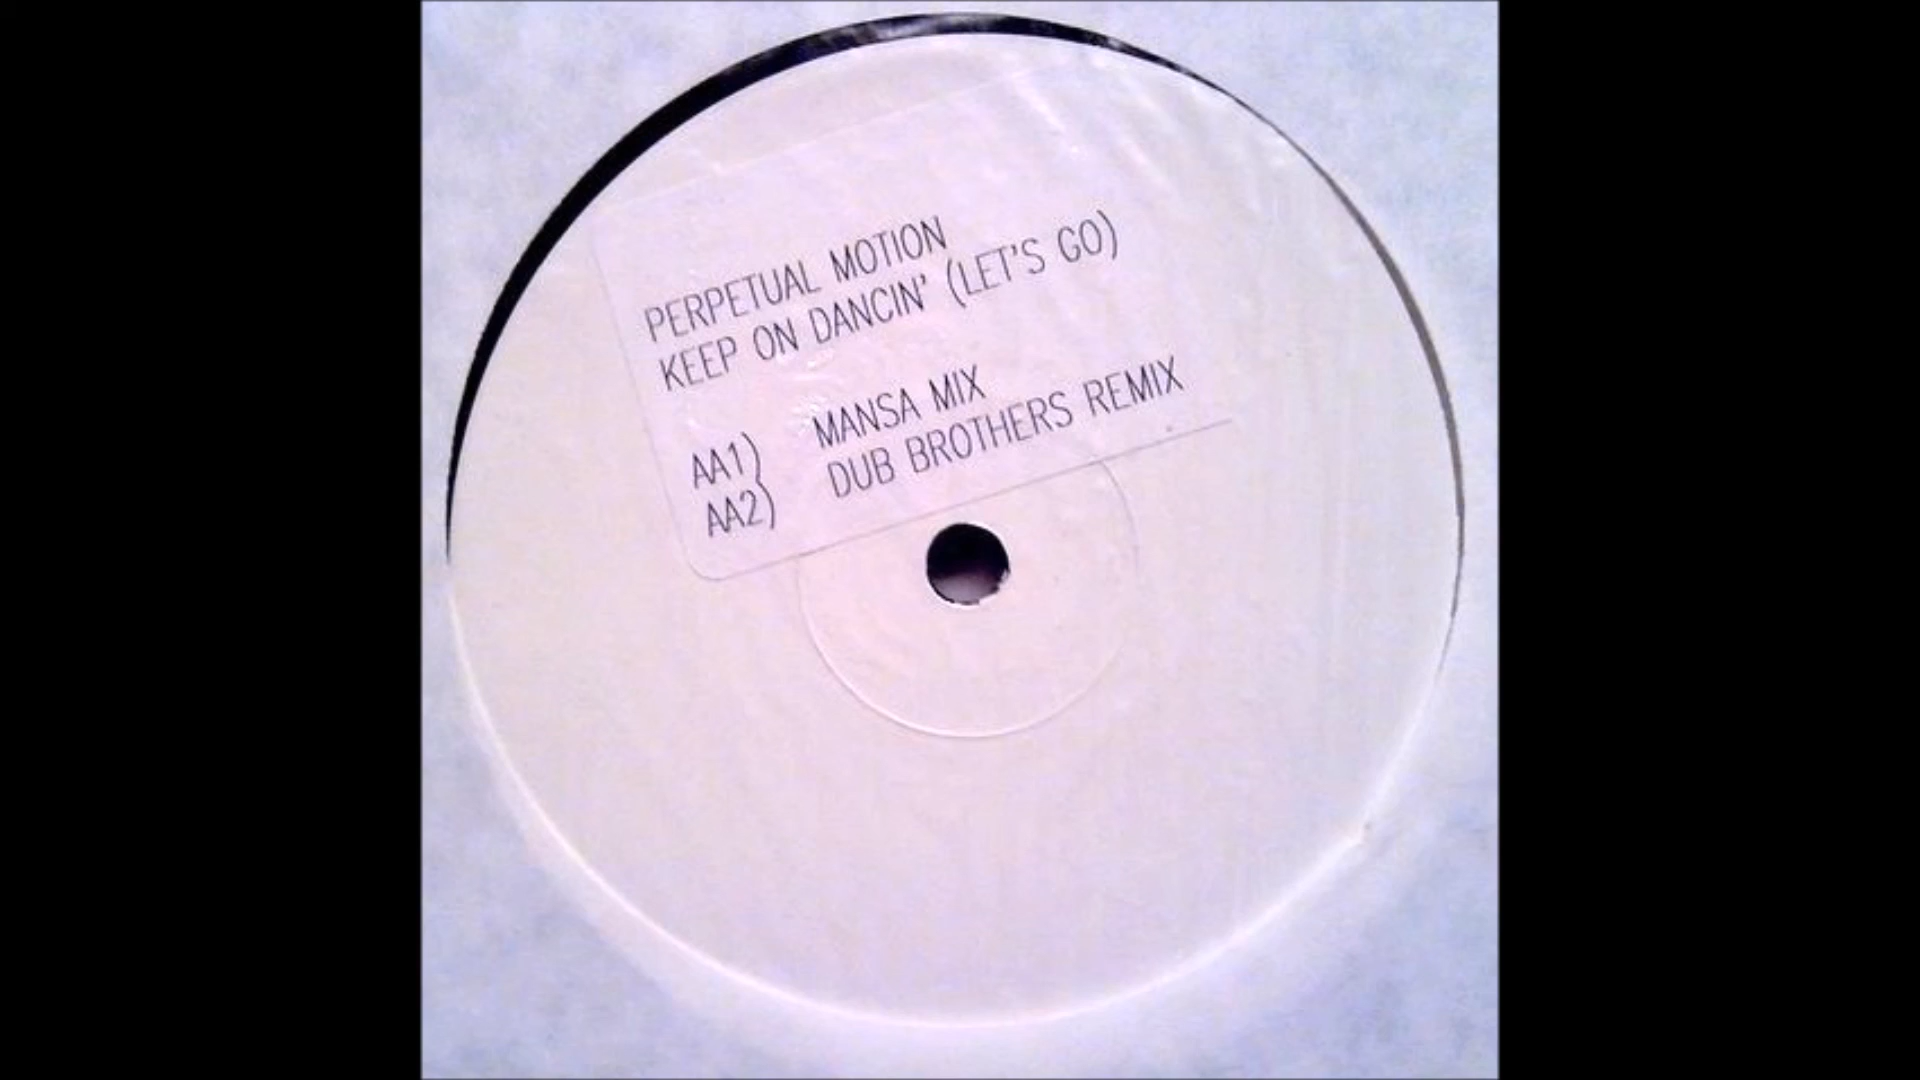 PERPETUAL MOTION
KEEP ON DANCIN' (LET'S GO)
AA1) MANSA MIX
AA2) DUB BROTHERS REMIX